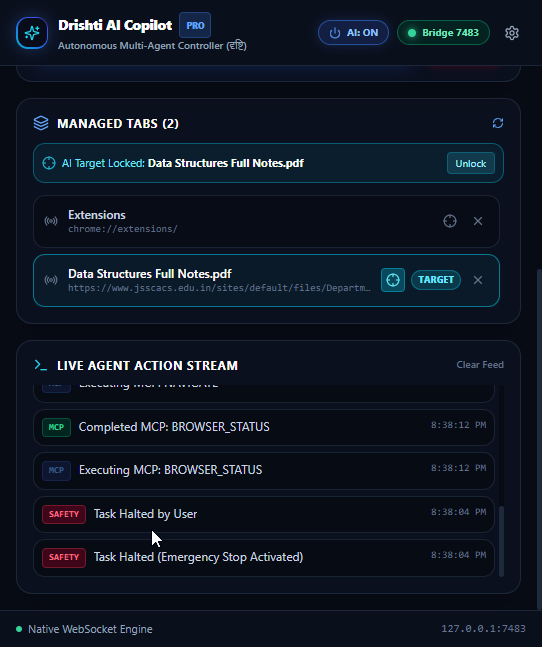 Drishti AI Copilot PRO
Autonomous Multi-Agent Controller (दृष्टि)
AI: ON
Bridge 7483
MANAGED TABS (2)
AI Target Locked: Data Structures Full Notes.pdf
Unlock
Extensions
chrome://extensions/
Data Structures Full Notes.pdf
https://www.jsscacs.edu.in/sites/default/files/Departm…
TARGET
LIVE AGENT ACTION STREAM
Clear Feed
MCP Executing MCP: NAVIGATE
MCP Completed MCP: BROWSER_STATUS 8:38:12 PM
MCP Executing MCP: BROWSER_STATUS 8:38:12 PM
SAFETY Task Halted by User 8:38:04 PM
SAFETY Task Halted (Emergency Stop Activated) 8:38:04 PM
Native WebSocket Engine
127.0.0.1:7483